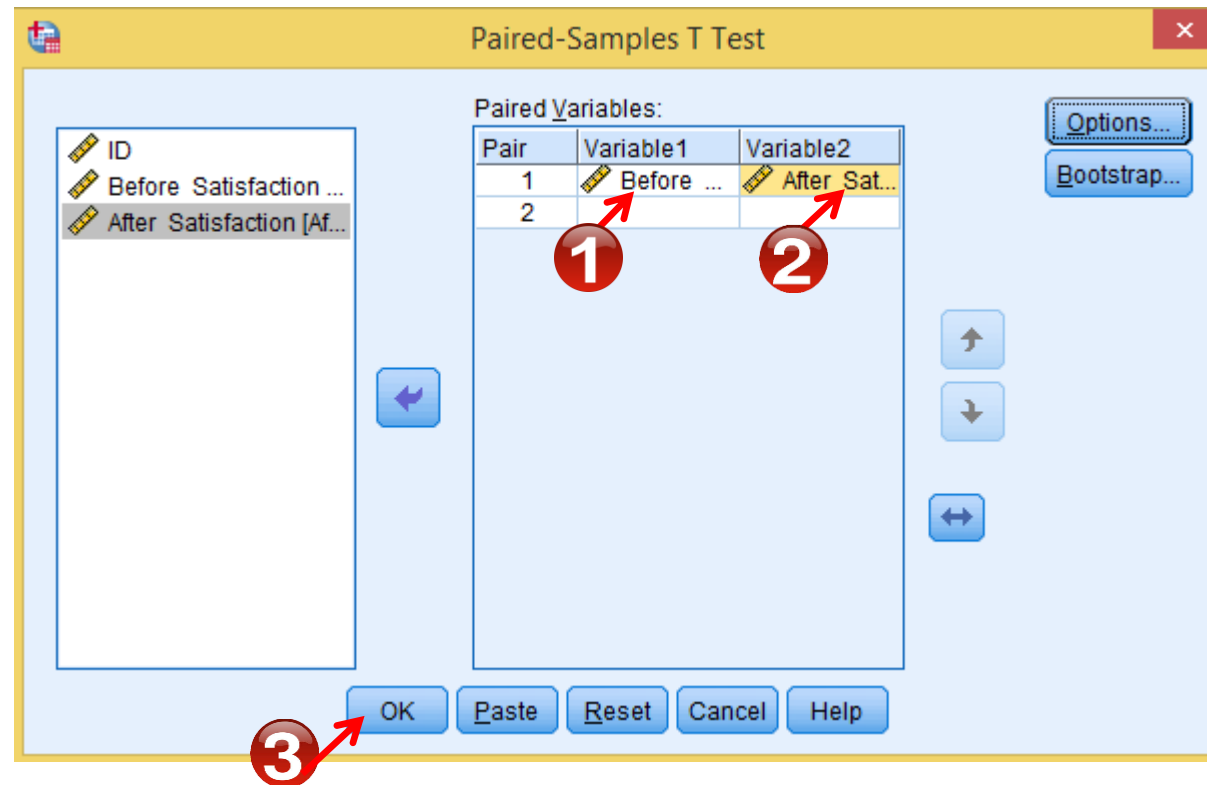 Paired-Samples T Test
×
ID
Before Satisfaction ...
After Satisfaction [Af...
Paired Variables:
Pair Variable1 Variable2
1 Before ... After Sat...
2
1 2
Options...
Bootstrap...
OK Paste Reset Cancel Help
3